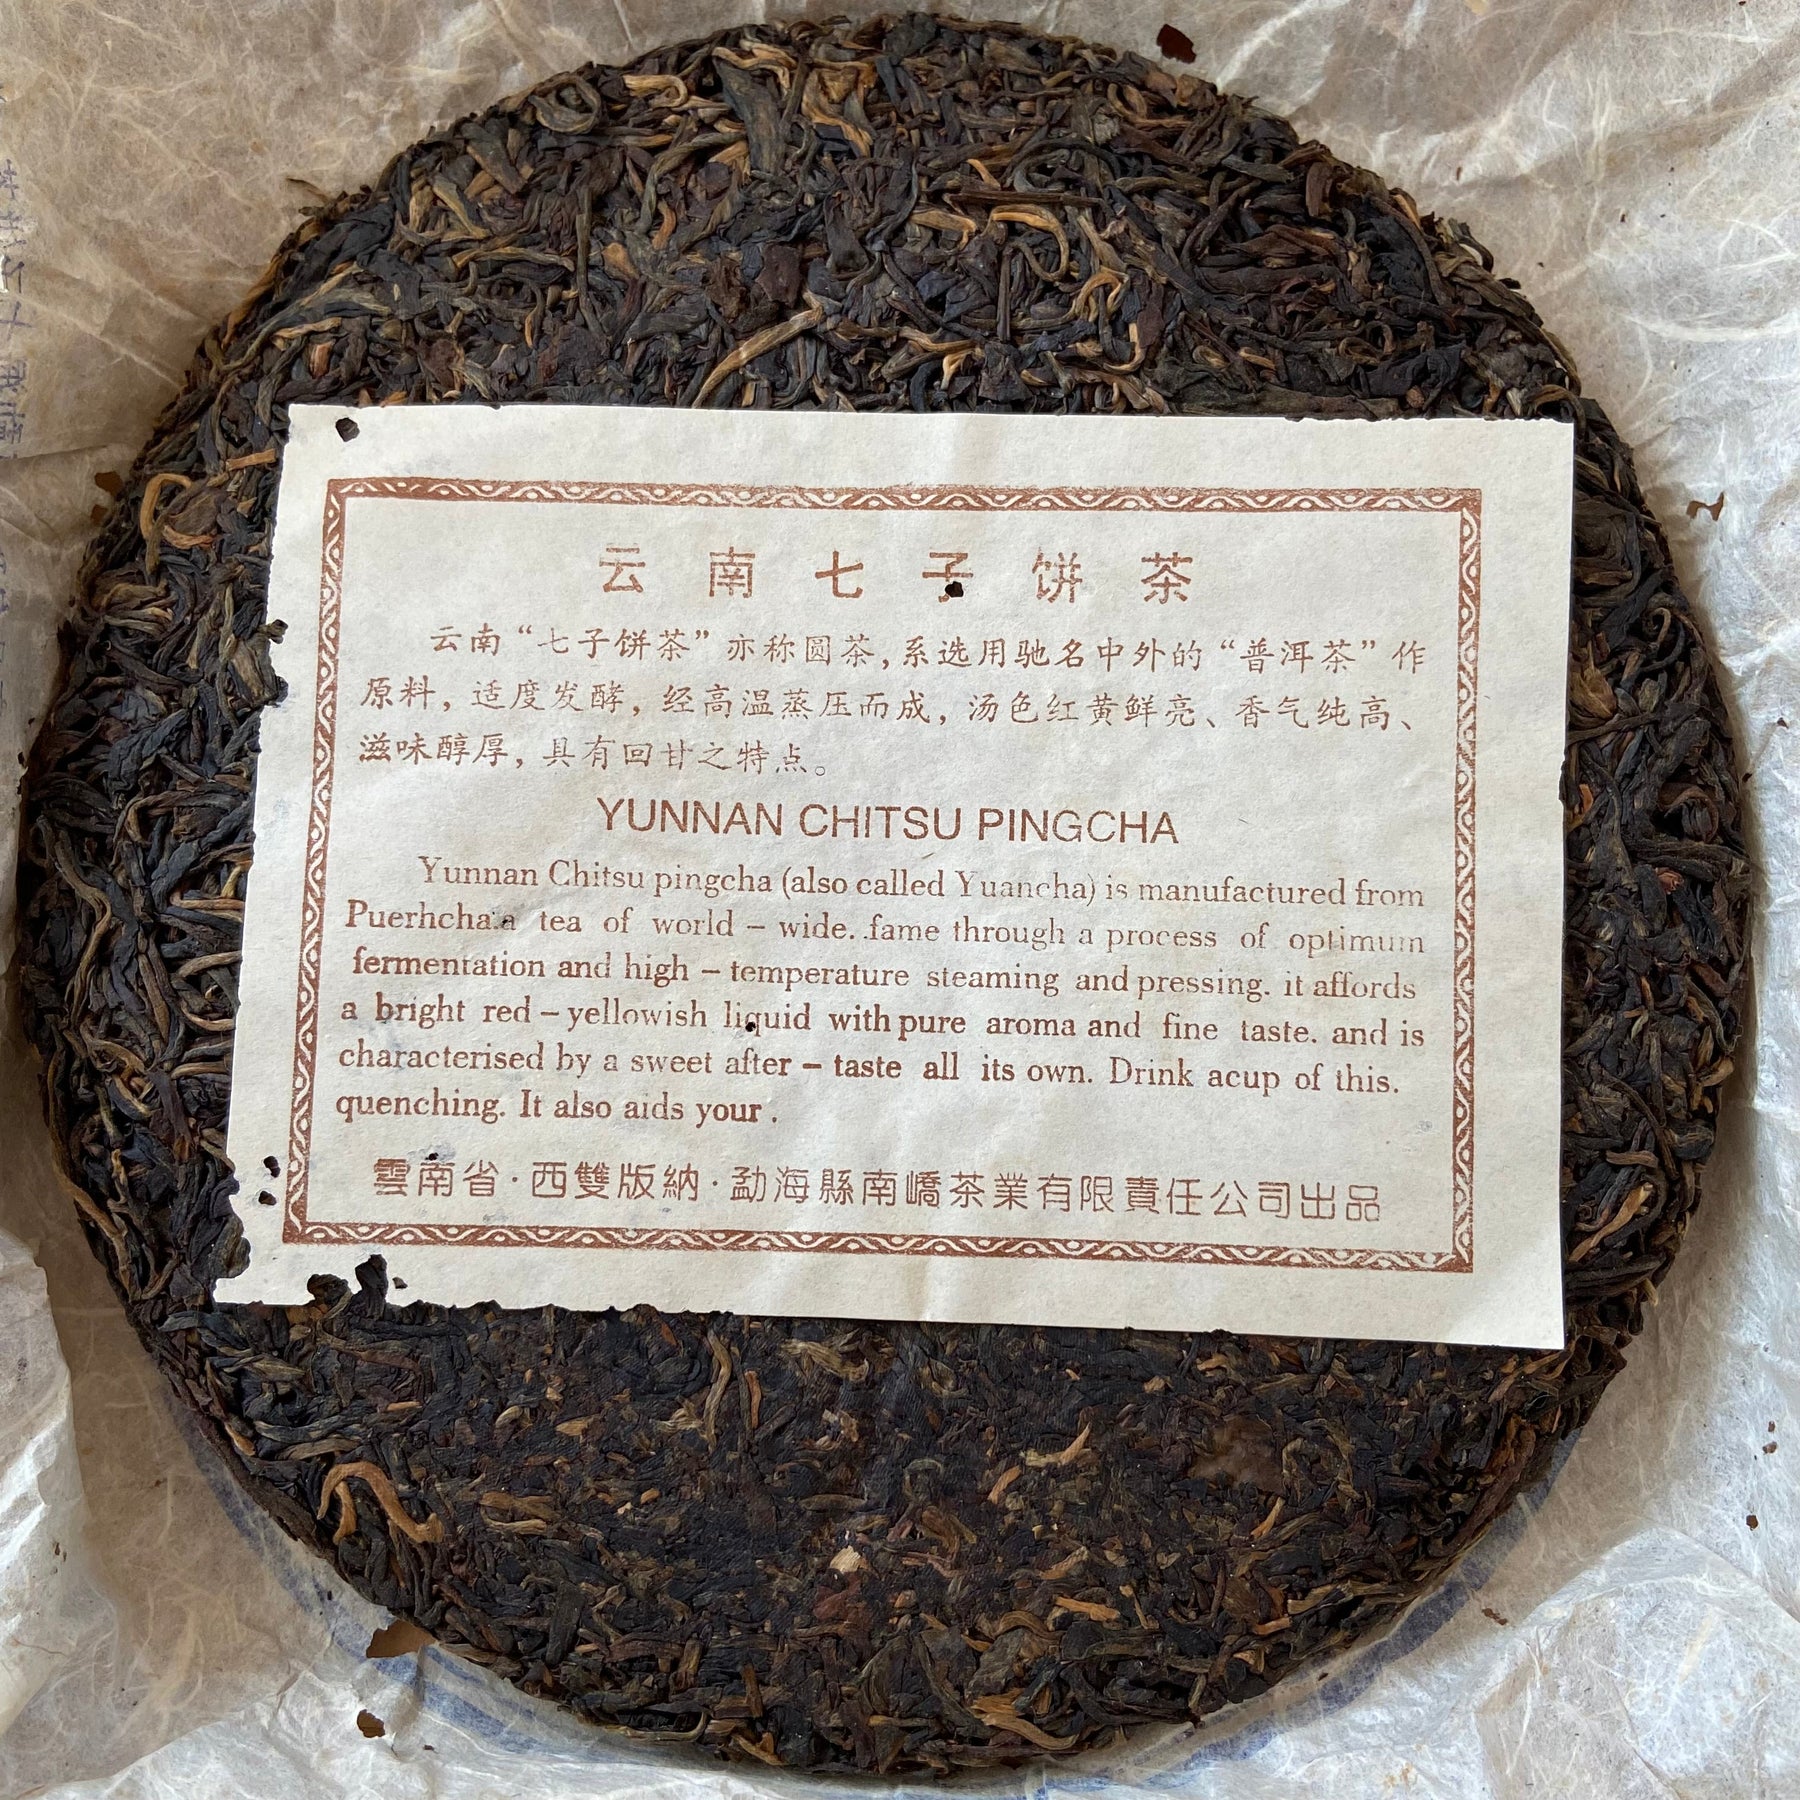 云南七子饼茶
云南“七子饼茶”亦称圆茶,系选用驰名中外的“普洱茶”作
原料,适度发酵,经高温蒸压而成,汤色红黄鲜亮、香气纯高、
滋味醇厚,具有回甘之特点。
YUNNAN CHITSU PINGCHA
Yunnan Chitsu pingcha (also called Yuancha) is manufactured from
Puerhcha.a tea of world – wide. .fame through a process of optimum
fermentation and high – temperature steaming and pressing. it affords
a bright red – yellowish liquid with pure aroma and fine taste. and is
characterised by a sweet after – taste all its own. Drink acup of this.
quenching. It also aids your .
雲南省·西雙版納·勐海縣南嶠茶業有限責任公司出品